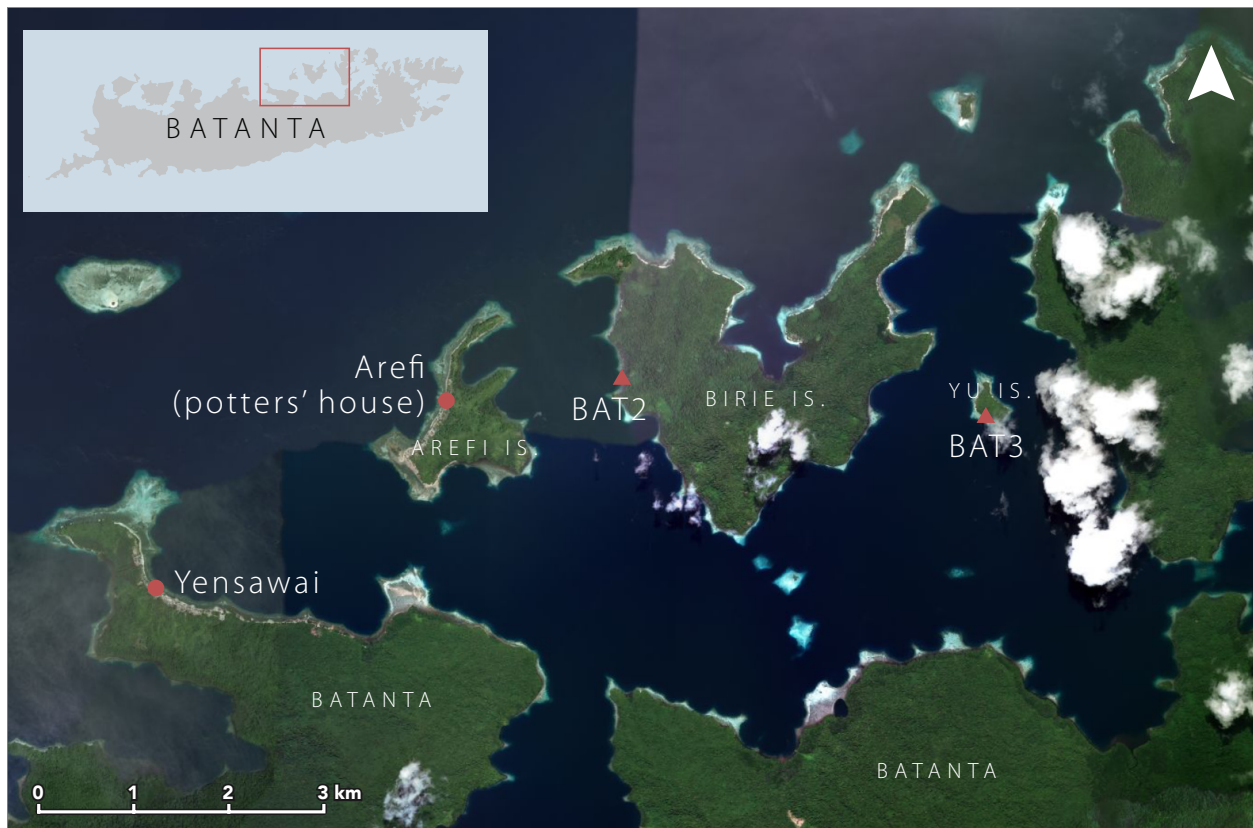 BATANTA
Arefi
(potters’ house)
AREFI IS.
BAT2
BIRIE IS.
YU IS.
BAT3
Yensawai
BATANTA
BATANTA
0 1 2 3 km